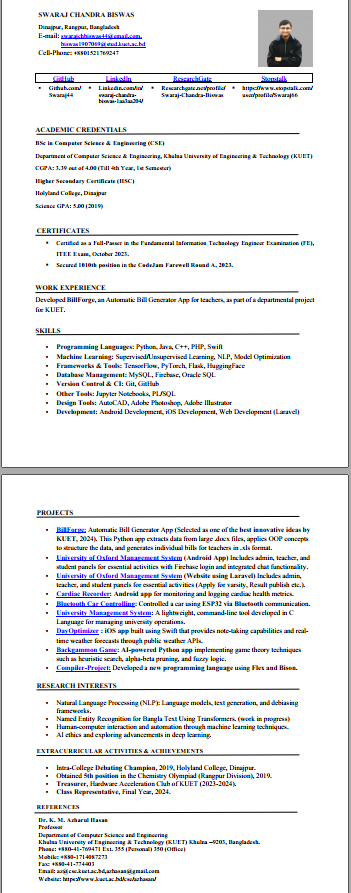 SWARAJ CHANDRA BISWAS
Dinajpur, Rangpur, Bangladesh
E-mail: swarajchbiswas44@gmail.com,
biswas1907069@stud.kuet.ac.bd
Cell-Phone: +8801521769247
GitHub LinkedIn ResearchGate Stopstalk
• Github.com/ • Linkedin.com/in/ • Researchgate.net/profile/ • https://www.stopstalk.com/
Swaraj44 swaraj-chandra- Swaraj-Chandra-Biswas user/profile/Swaraj66
biswas-1aa3aa204/
ACADEMIC CREDENTIALS
BSc in Computer Science & Engineering (CSE)
Department of Computer Science & Engineering, Khulna University of Engineering & Technology (KUET)
CGPA: 3.39 out of 4.00 (Till 4th Year, 1st Semester)
Higher Secondary Certificate (HSC)
Holyland College, Dinajpur
Science GPA: 5.00 (2019)
CERTIFICATES
• Certified as a Full-Passer in the Fundamental Information Technology Engineer Examination (FE),
ITEE Exam, October 2023.
• Secured 1010th position in the CodeJam Farewell Round A, 2023.
WORK EXPERIENCE
Developed BillForge, an Automatic Bill Generator App for teachers, as part of a departmental project
for KUET.
SKILLS
• Programming Languages: Python, Java, C++, PHP, Swift
• Machine Learning: Supervised/Unsupervised Learning, NLP, Model Optimization
• Frameworks & Tools: TensorFlow, PyTorch, Flask, HuggingFace
• Database Management: MySQL, Firebase, Oracle SQL
• Version Control & CI: Git, GitHub
• Other Tools: Jupyter Notebooks, PL/SQL
• Design Tools: AutoCAD, Adobe Photoshop, Adobe Illustrator
• Development: Android Development, iOS Development, Web Development (Laravel)
PROJECTS
• BillForge: Automatic Bill Generator App (Selected as one of the best innovative ideas by
KUET, 2024). This Python app extracts data from large .docx files, applies OOP concepts
to structure the data, and generates individual bills for teachers in .xls format.
• University of Oxford Management System (Android App) Includes admin, teacher, and
student panels for essential activities with Firebase login and integrated chat functionality.
• University of Oxford Management System (Website using Laravel) Includes admin,
teacher, and student panels for essential activities (Apply for varsity, Result publish etc.).
• Cardiac Recorder: Android app for monitoring and logging cardiac health metrics.
• Bluetooth Car Controlling: Controlled a car using ESP32 via Bluetooth communication.
• University Management System: A lightweight, command-line tool developed in C
Language for managing university operations.
• DayOptimizer : iOS app built using Swift that provides note-taking capabilities and real-
time weather forecasts through public weather APIs.
• Backgammon Game: AI-powered Python app implementing game theory techniques
such as heuristic search, alpha-beta pruning, and fuzzy logic.
• Compiler-Project: Developed a new programming language using Flex and Bison.
RESEARCH INTERESTS
• Natural Language Processing (NLP): Language models, text generation, and debiasing
frameworks.
• Named Entity Recognition for Bangla Text Using Transformers. (work in progress)
• Human-computer interaction and automation through machine learning techniques.
• AI ethics and exploring advancements in deep learning.
EXTRACURRICULAR ACTIVITIES & ACHIEVEMENTS
• Intra-College Debating Champion, 2019, Holyland College, Dinajpur.
• Obtained 5th position in the Chemistry Olympiad (Rangpur Division), 2019.
• Treasurer, Hardware Acceleration Club of KUET (2023-2024).
• Class Representative, Final Year, 2024.
REFERENCES
Dr. K. M. Azharul Hasan
Professor
Department of Computer Science and Engineering
Khulna University of Engineering & Technology (KUET) Khulna –9203, Bangladesh.
Phone: +880-41-769471 Ext. 355 (Personal) 350 (Office)
Mobile: +880-1714087273
Fax: +880-41-774403
Email: az@cse.kuet.ac.bd,azhasan@gmail.com
Website: https://www.kuet.ac.bd/cse/azhasan/